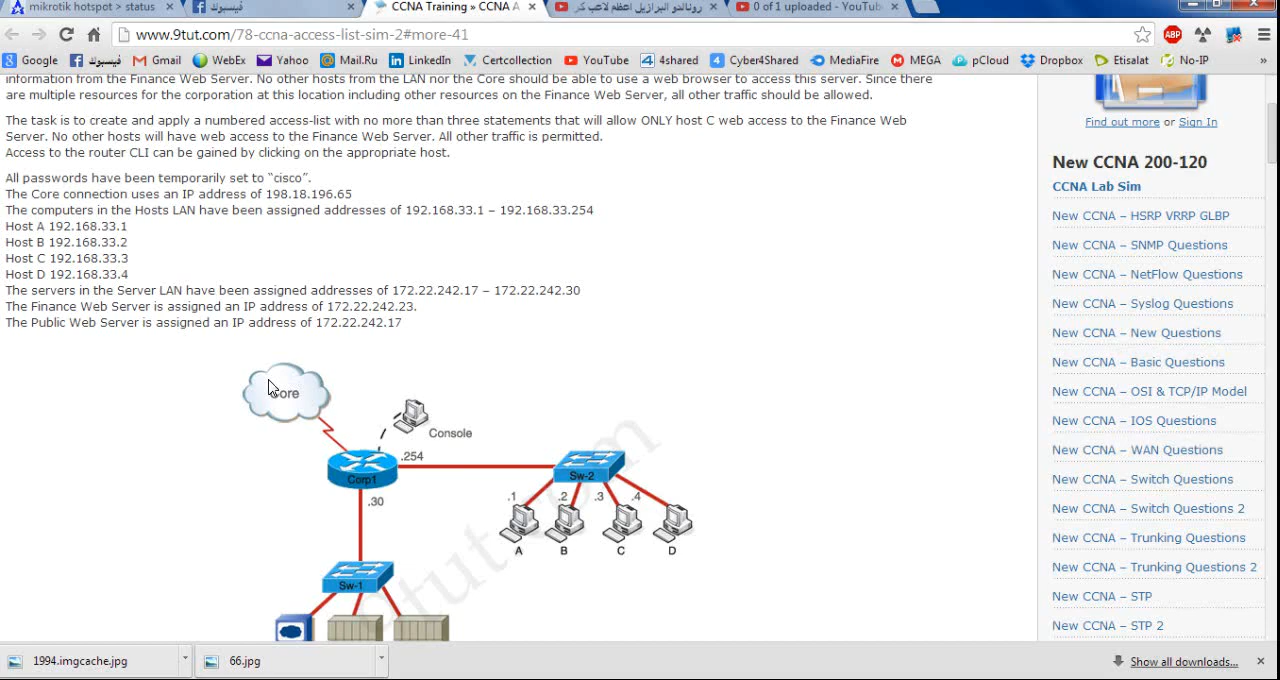 mikrotik hotspot > status
فيسبوك
CCNA Training » CCNA A
رونالدو البرازيل اعظم لاعب كر
0 of 1 uploaded - YouTub
www.9tut.com/78-ccna-access-list-sim-2#more-41
ABP
Google
فيسبوك
Gmail
WebEx
Yahoo
Mail.Ru
LinkedIn
Certcollection
YouTube
4shared
Cyber4Shared
MediaFire
MEGA
pCloud
Dropbox
Etisalat
No-IP
»
information from the Finance Web Server. No other hosts from the LAN nor the Core should be able to use a web browser to access this server. Since there
are multiple resources for the corporation at this location including other resources on the Finance Web Server, all other traffic should be allowed.
The task is to create and apply a numbered access-list with no more than three statements that will allow ONLY host C web access to the Finance Web
Server. No other hosts will have web access to the Finance Web Server. All other traffic is permitted.
Access to the router CLI can be gained by clicking on the appropriate host.
All passwords have been temporarily set to “cisco”.
The Core connection uses an IP address of 198.18.196.65
The computers in the Hosts LAN have been assigned addresses of 192.168.33.1 – 192.168.33.254
Host A 192.168.33.1
Host B 192.168.33.2
Host C 192.168.33.3
Host D 192.168.33.4
The servers in the Server LAN have been assigned addresses of 172.22.242.17 – 172.22.242.30
The Finance Web Server is assigned an IP address of 172.22.242.23.
The Public Web Server is assigned an IP address of 172.22.242.17
Core
Console
.254
Corp1
.30
Sw-2
.1
.2
.3
.4
A
B
C
D
Sw-1
Find out more or Sign In
New CCNA 200-120
CCNA Lab Sim
New CCNA – HSRP VRRP GLBP
New CCNA – SNMP Questions
New CCNA – NetFlow Questions
New CCNA – Syslog Questions
New CCNA – New Questions
New CCNA – Basic Questions
New CCNA – OSI & TCP/IP Model
New CCNA – IOS Questions
New CCNA – WAN Questions
New CCNA – Switch Questions
New CCNA – Switch Questions 2
New CCNA – Trunking Questions
New CCNA – Trunking Questions 2
New CCNA – STP
New CCNA – STP 2
1994.imgcache.jpg
66.jpg
Show all downloads...